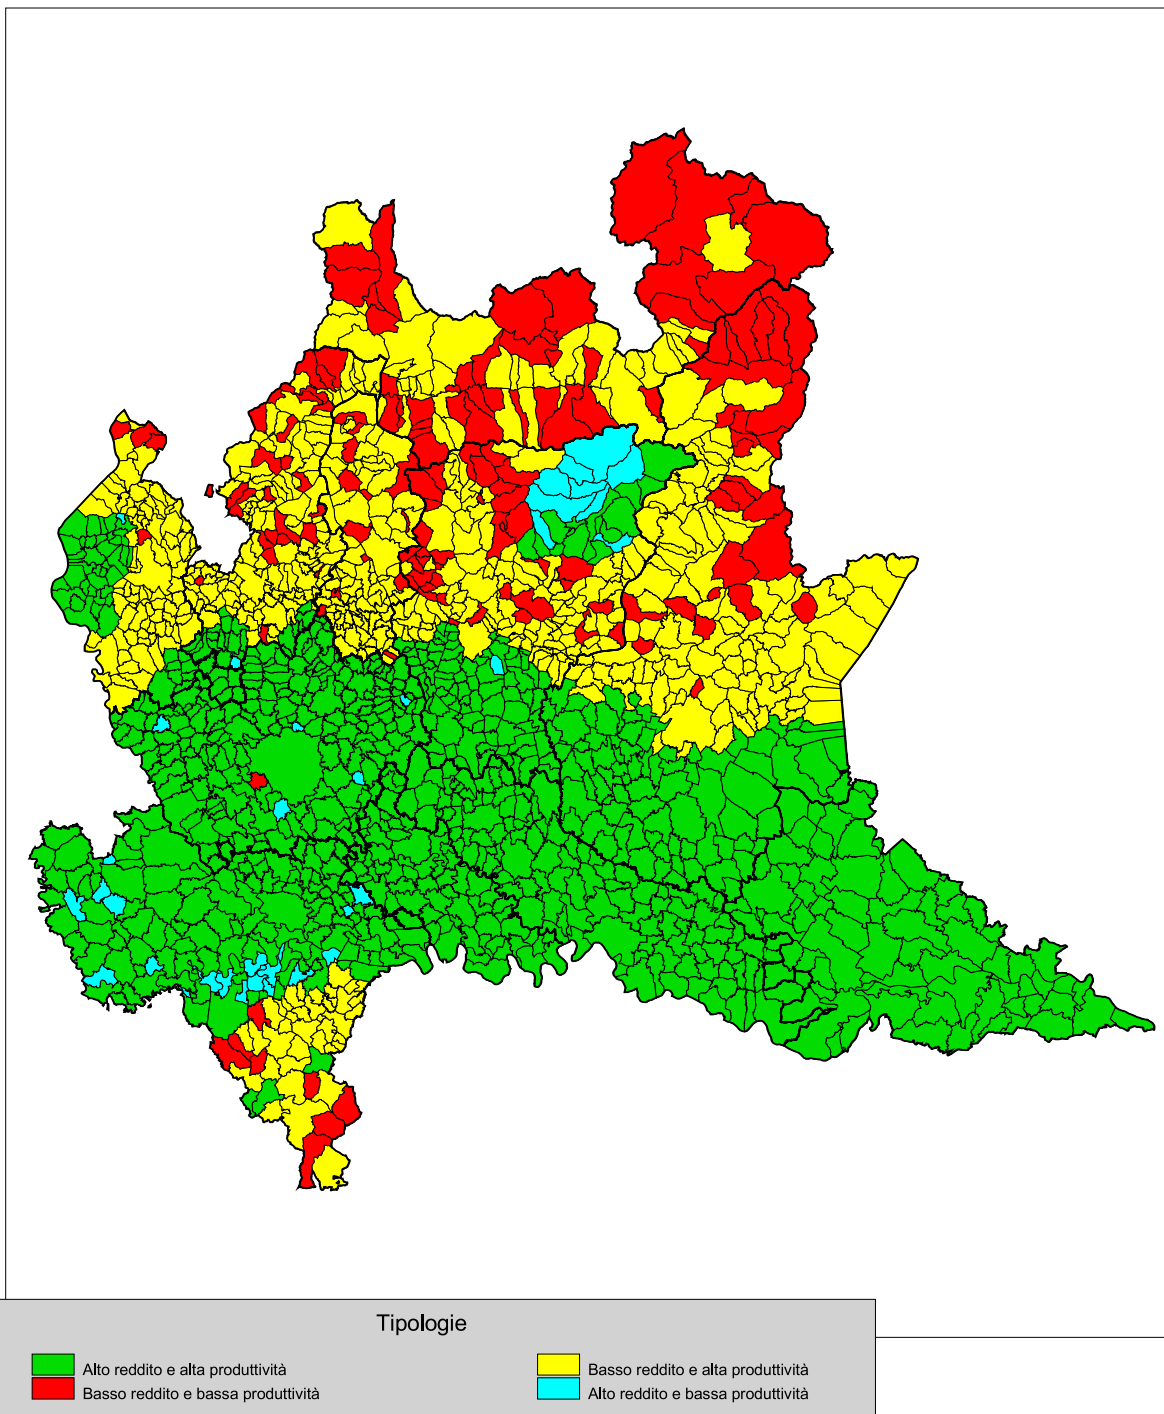 Tipologie
Alto reddito e alta produttività
Basso reddito e bassa produttività
Basso reddito e alta produttività
Alto reddito e bassa produttività